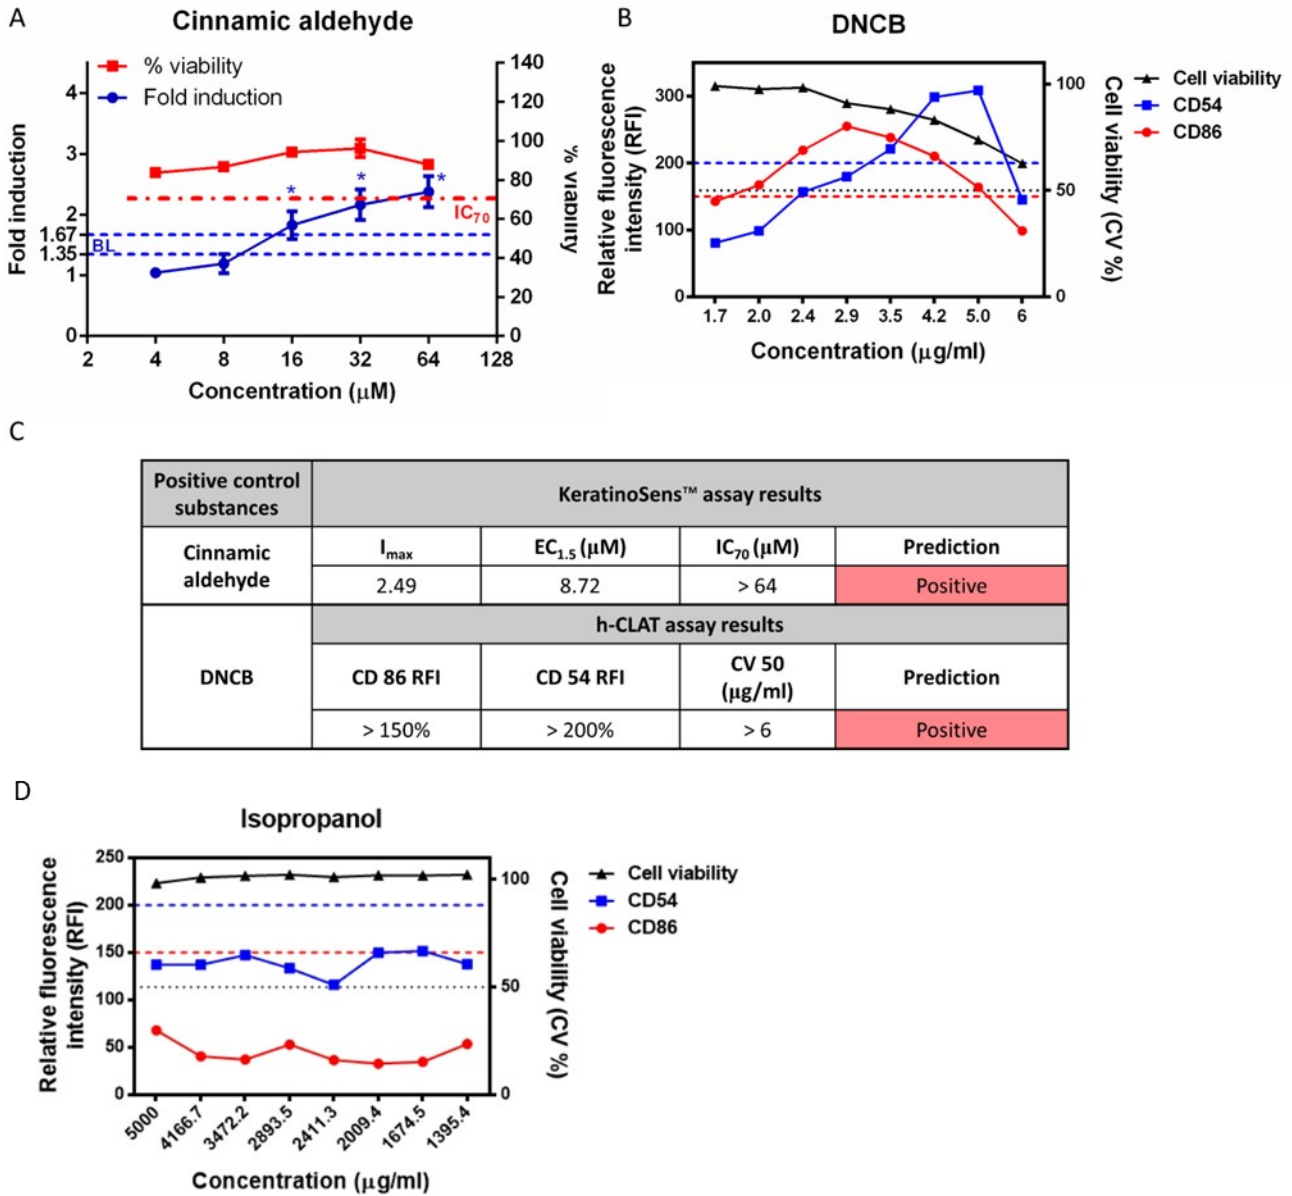 A
Cinnamic aldehyde
% viability
Fold induction
Fold induction
4
3
2
1.67
1.35
1
0
BL
IC70
*
*
*
140
120
100
80
60
40
20
0
% viability
2 4 8 16 32 64 128
Concentration (μM)
B
DNCB
Relative fluorescence
intensity (RFI)
300
200
100
0
100
50
0
Cell viability (CV %)
Cell viability
CD54
CD86
1.7 2.0 2.4 2.9 3.5 4.2 5.0 6
Concentration (μg/ml)
C
Positive control
substances
KeratinoSens™ assay results
Cinnamic
aldehyde
Imax EC1.5 (μM) IC70 (μM) Prediction
2.49 8.72 > 64 Positive
DNCB
h-CLAT assay results
CD 86 RFI CD 54 RFI CV 50
(μg/ml) Prediction
> 150% > 200% > 6 Positive
D
Isopropanol
Relative fluorescence
intensity (RFI)
250
200
150
100
50
0
100
50
0
Cell viability (CV %)
Cell viability
CD54
CD86
5000 4166.7 3472.2 2893.5 2411.3 2009.4 1674.5 1395.4
Concentration (μg/ml)